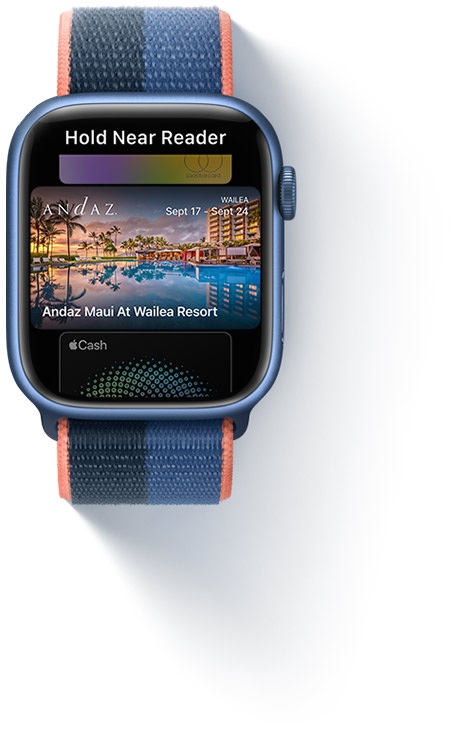 Hold Near Reader
ANdAZ.
WAILEA
Sept 17 - Sept 24
Andaz Maui At Wailea Resort
Cash